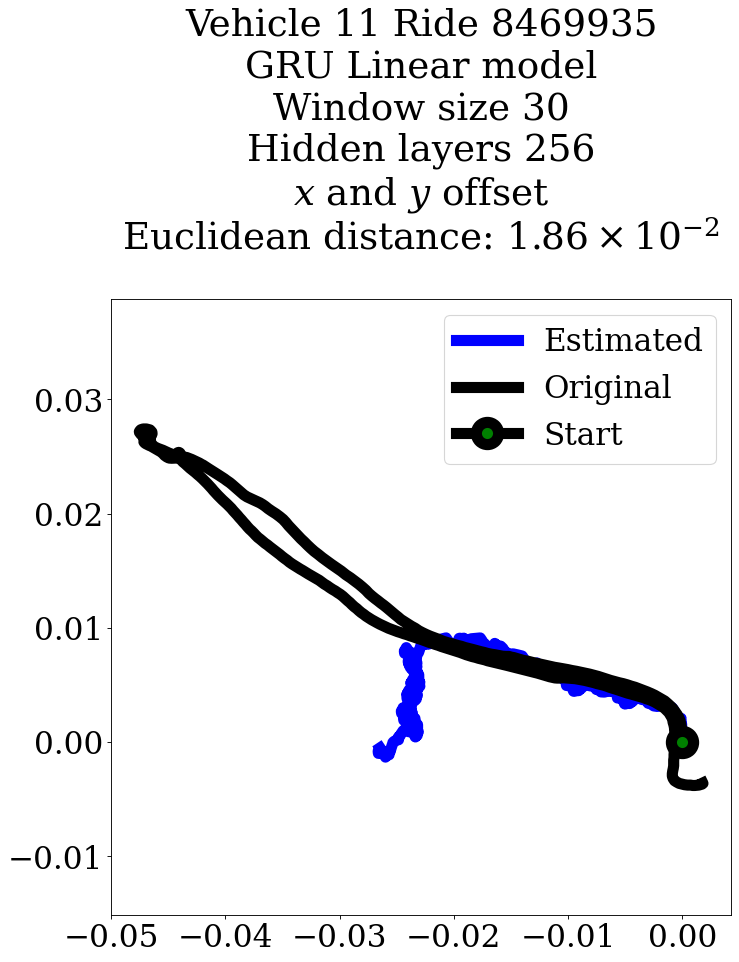 Vehicle 11 Ride 8469935
GRU Linear model
Window size 30
Hidden layers 256
x and y offset
Euclidean distance: 1.86 × 10⁻²
Estimated
Original
Start
0.03
0.02
0.01
0.00
−0.01
−0.05 −0.04 −0.03 −0.02 −0.01 0.00